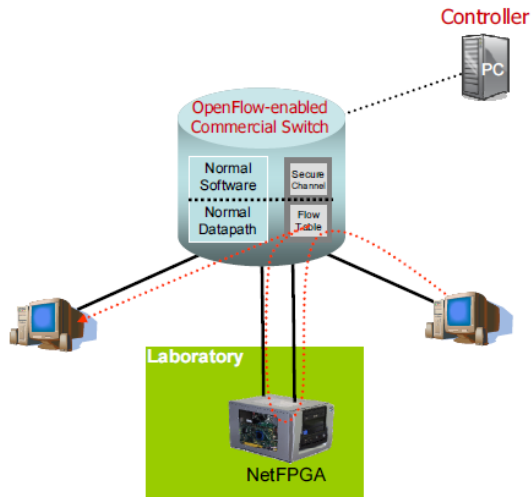 Controller
PC
OpenFlow-enabled
Commercial Switch
Normal
Software
Secure
Channel
Normal
Datapath
Flow
Table
Laboratory
NetFPGA